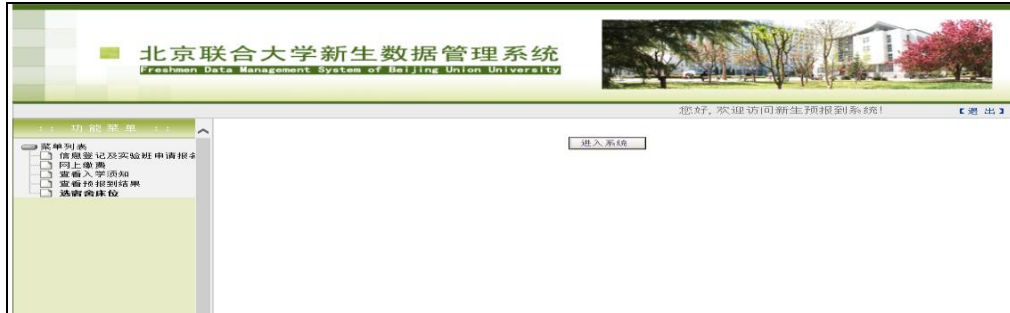 北京联合大学新生数据管理系统
Freshmen Data Management System of Beijing Union University
您好, 欢迎访问新生预报到系统!
【退 出】
:: 功能菜单 ::
菜单列表
信息登记及实验班申请报名
网上缴费
查看入学须知
查看预报到结果
选宿舍床位
进入系统